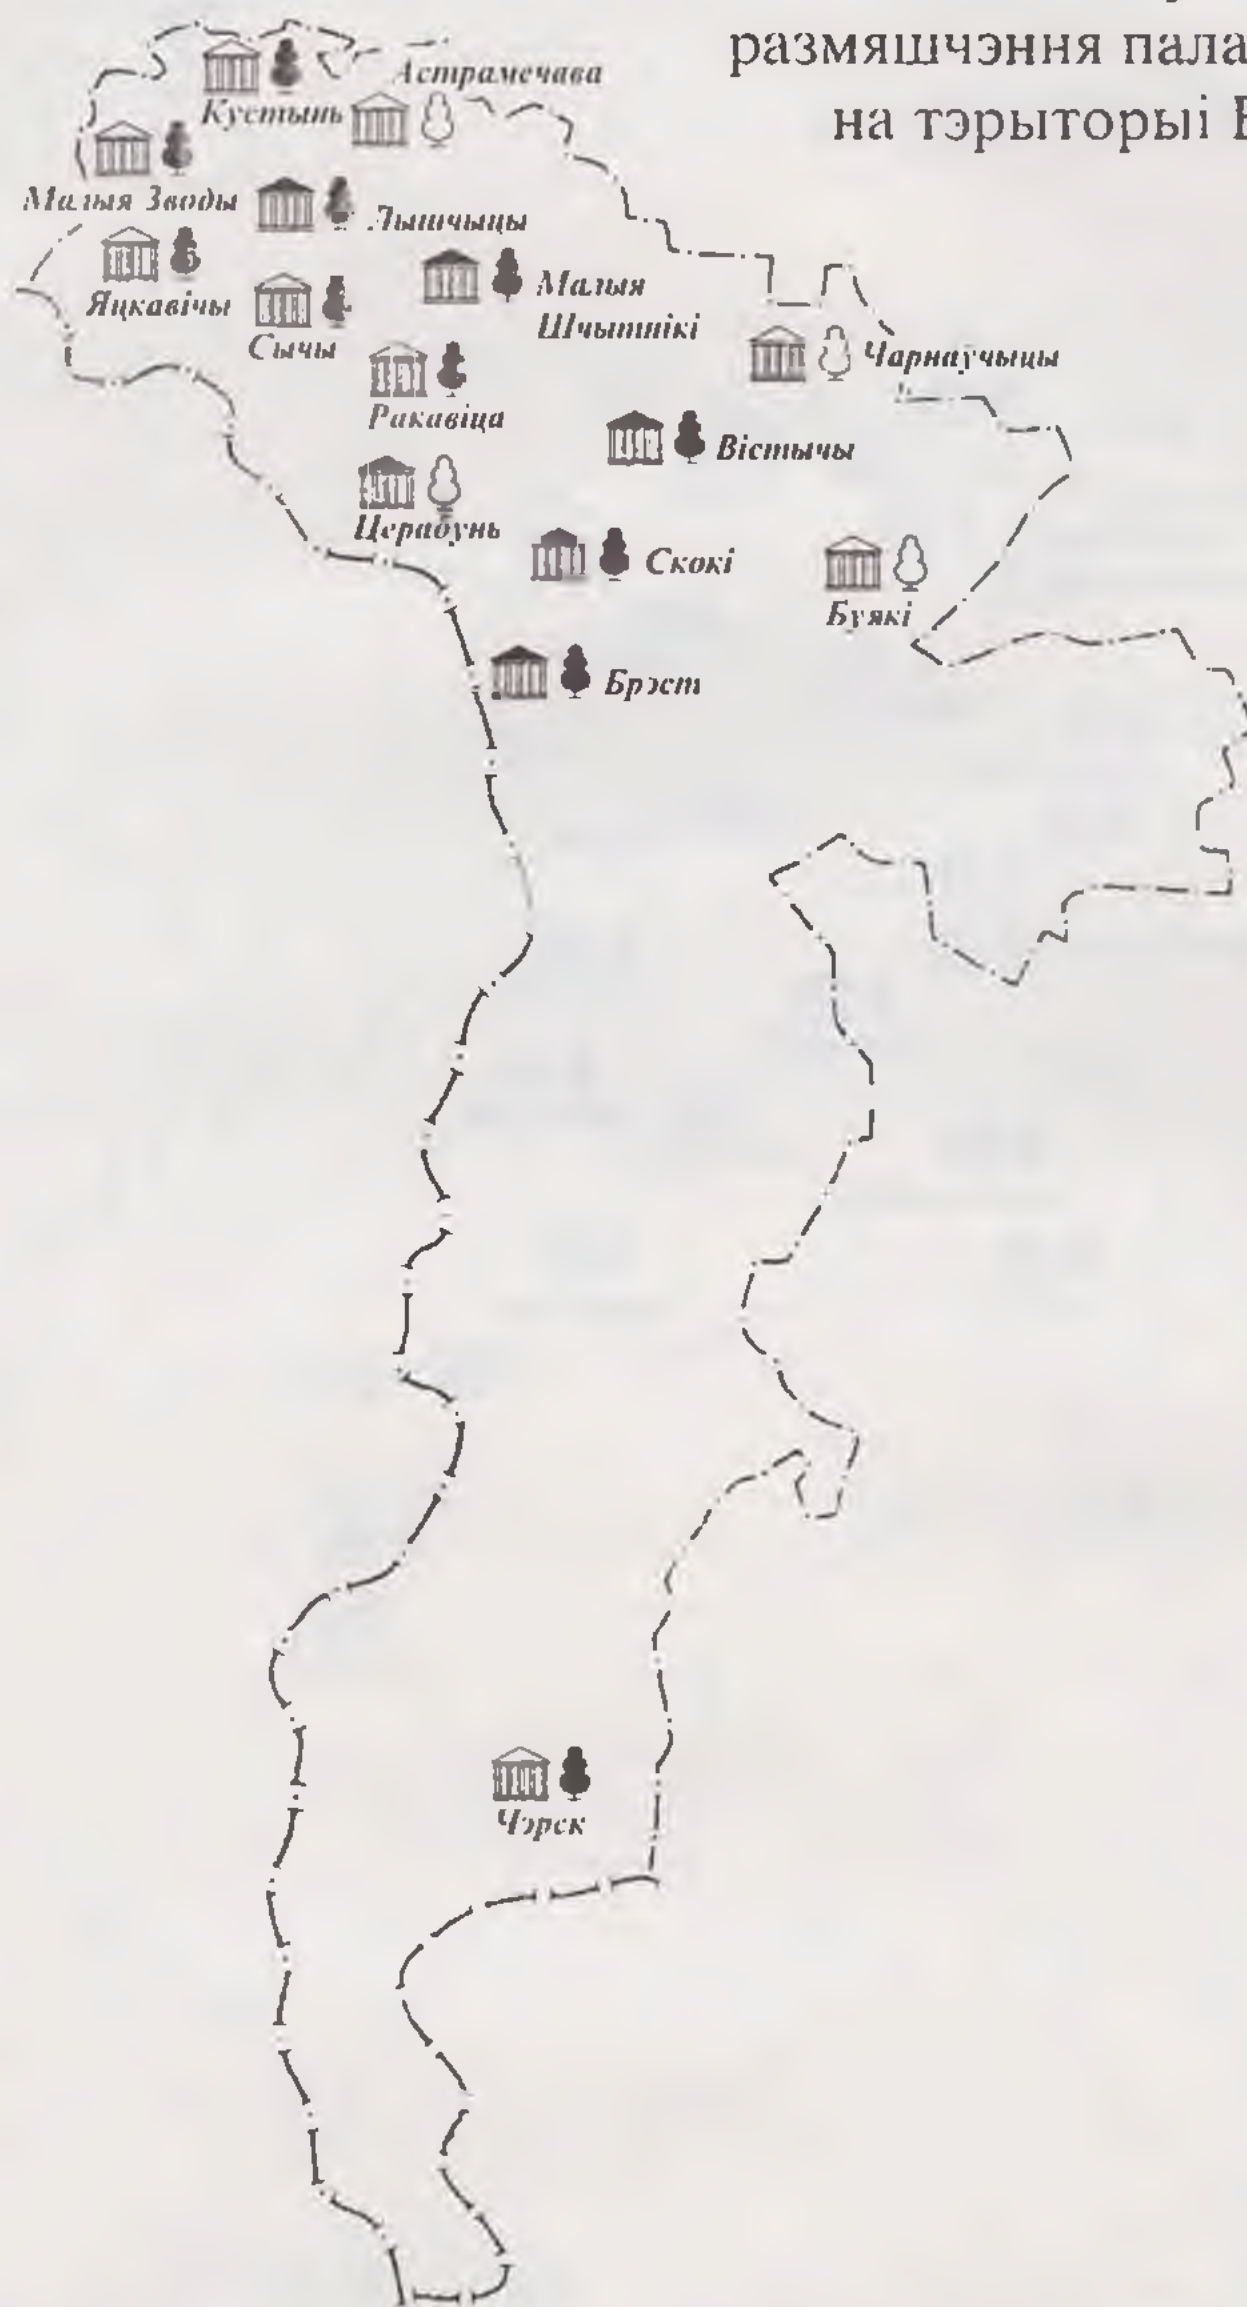 размяшчэння пала
на тэрыторыі
Астрамечава
Кустынь
Малыя Зводы
Лышчыцы
Яцкавічы
Малыя
Шчытнікі
Сычы
Чарнаўчыцы
Ракавіца
Вістычы
Церабунь
Скокі
Буякі
Брэст
Чэрск